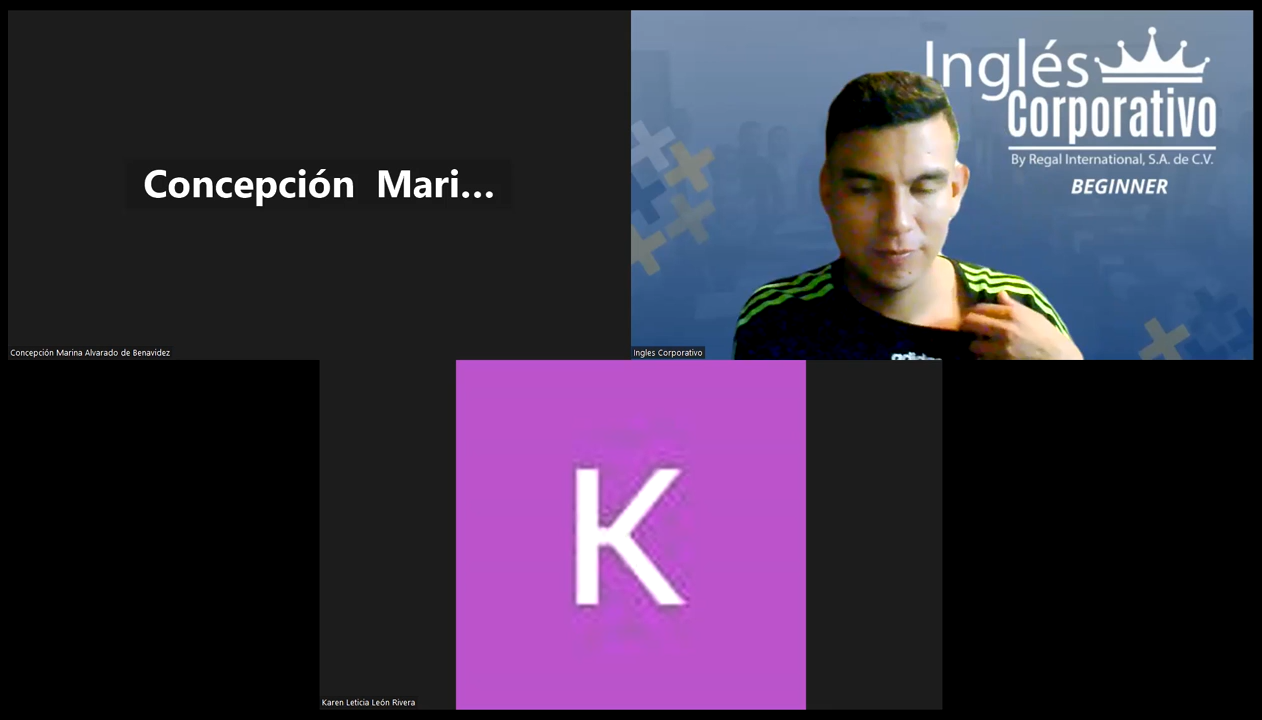 Concepción Mari...
Concepción Marina Alvarado de Benavidez
Inglés
Corporativo
By Regal International, S.A. de C.V.
BEGINNER
adidas
Ingles Corporativo
K
Karen Leticia León Rivera